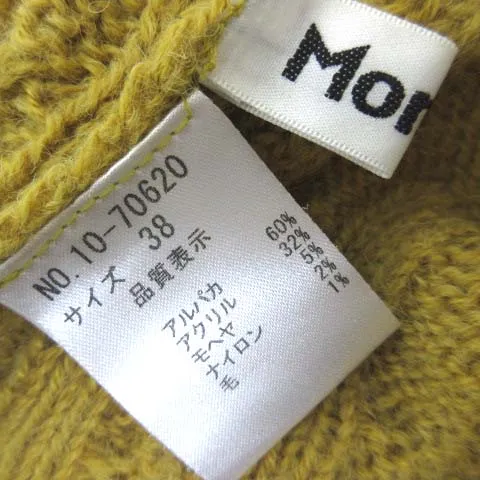 NO.10-70620
サイズ 38
品質表示
アルパカ 60%
アクリル 32%
モヘヤ 5%
ナイロン 2%
毛 1%